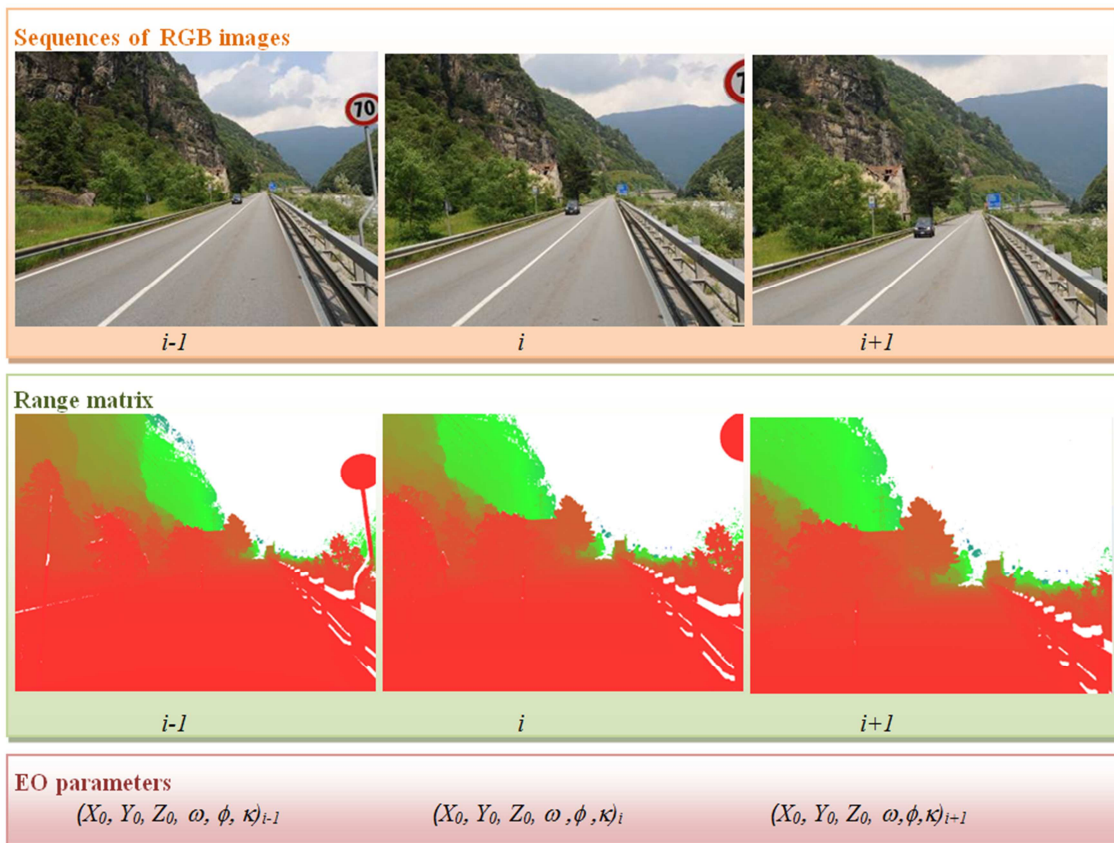 Sequences of RGB images
70
7
i-1 i i+1
Range matrix
i-1 i i+1
EO parameters
(X₀, Y₀, Z₀, ω, ϕ, κ)ᵢ₋₁ (X₀, Y₀, Z₀, ω ,ϕ ,κ)ᵢ (X₀, Y₀, Z₀, ω,ϕ,κ)ᵢ₊₁